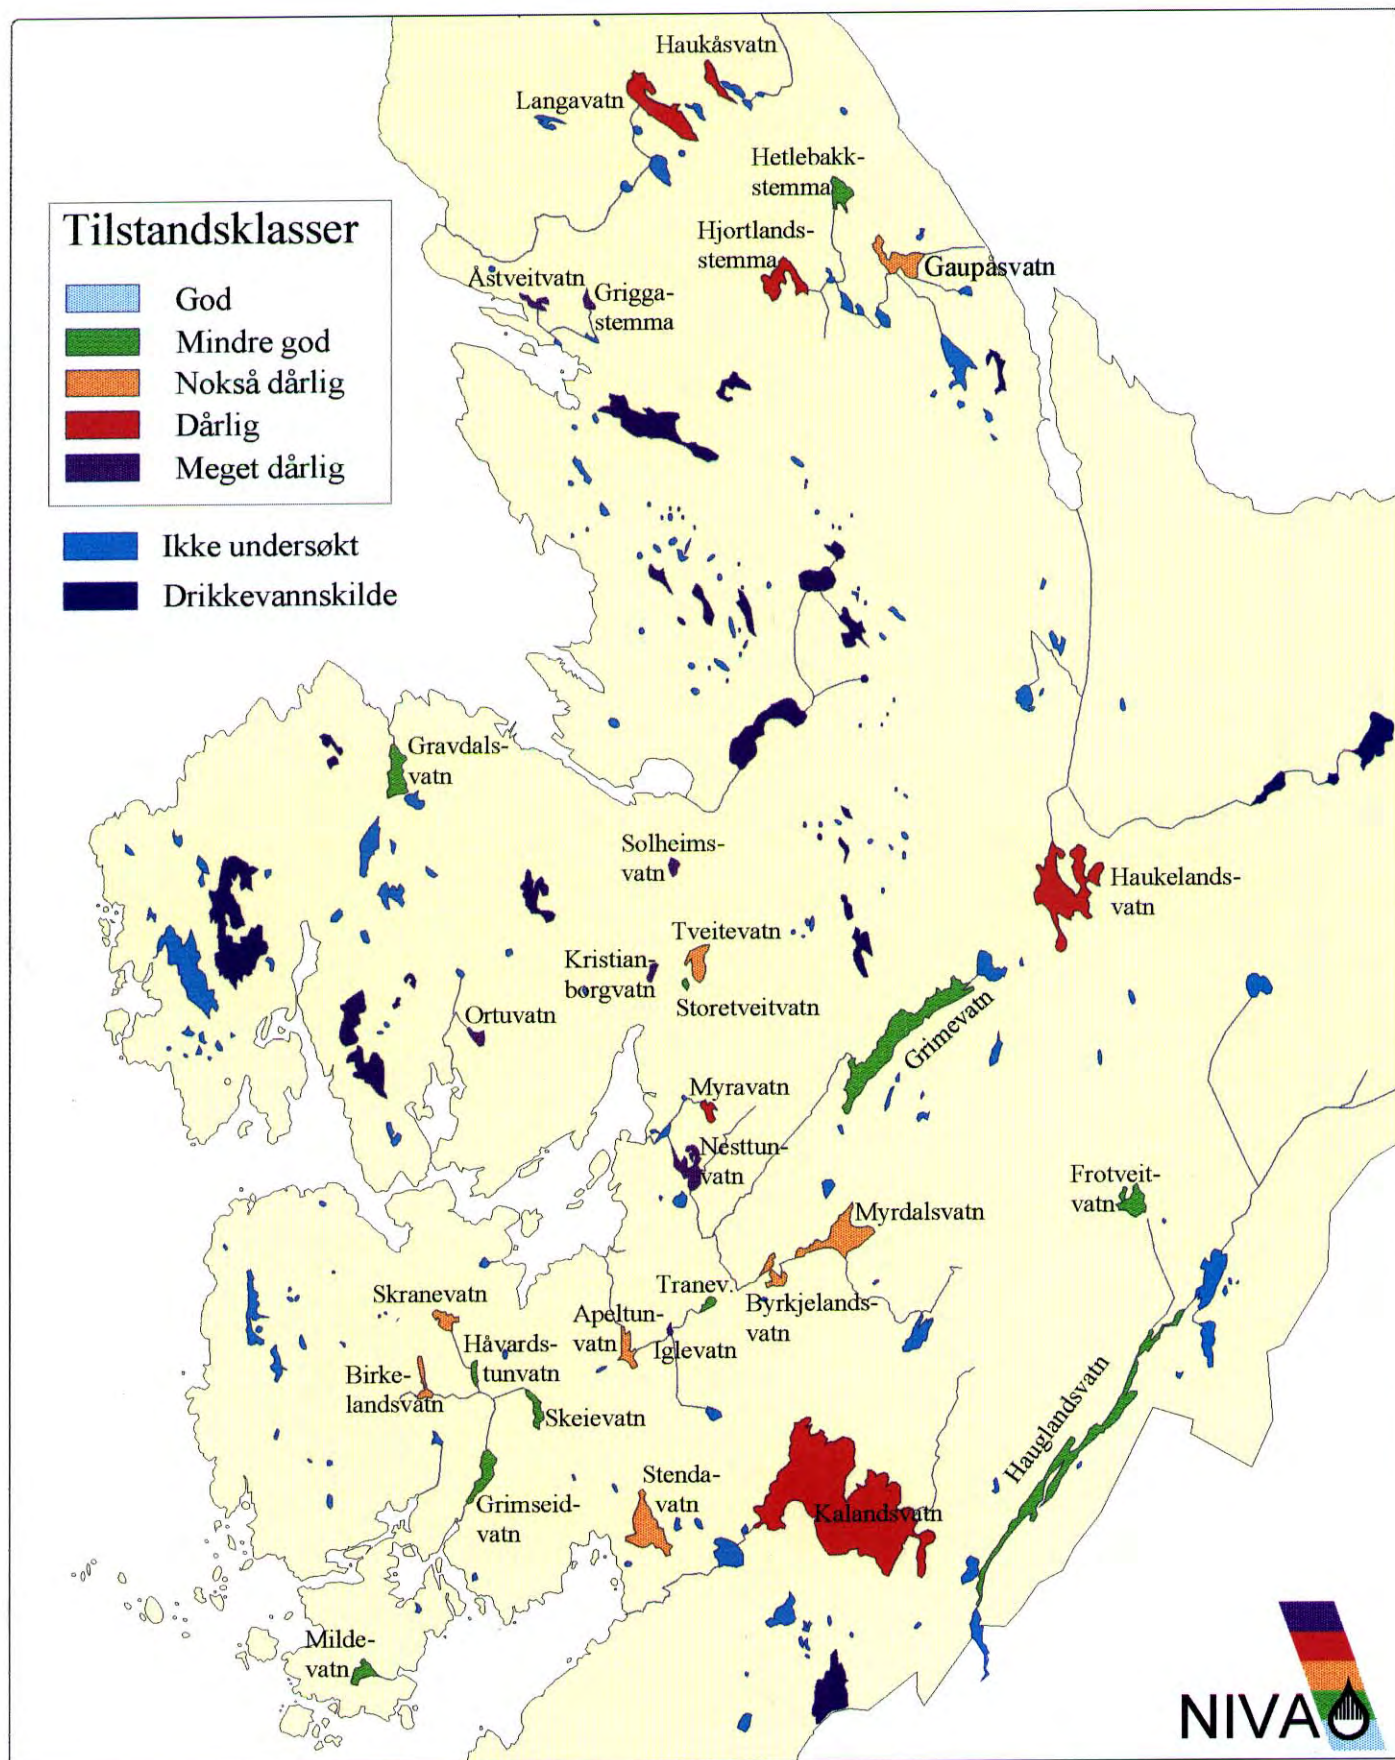 Haukåsvatn
Langavatn
Hetlebakk-
stemma
Tilstandsklasser
God
Mindre god
Nokså dårlig
Dårlig
Meget dårlig
Ikke undersøkt
Drikkevannskilde
Hjortlands-
stemma
Gaupåsvatn
Åstveitvatn
Grigga-
stemma
Gravdals-
vatn
Solheims-
vatn
Haukelands-
vatn
Tveitevatn
Kristian-
borgvatn
Storetveitvatn
Ortuvatn
Grimevatn
Myravatn
Nesttun-
vatn
Frotveit-
vatn
Myrdalsvatn
Skranevatn
Tranev.
Byrkjelands-
vatn
Apeltun-
vatn
Iglevatn
Håvards-
tunvatn
Birke-
landsvatn
Skeievatn
Hauglandsvatn
Stenda-
vatn
Grimseid-
vatn
Kalandsvatn
Milde-
vatn
NIVA